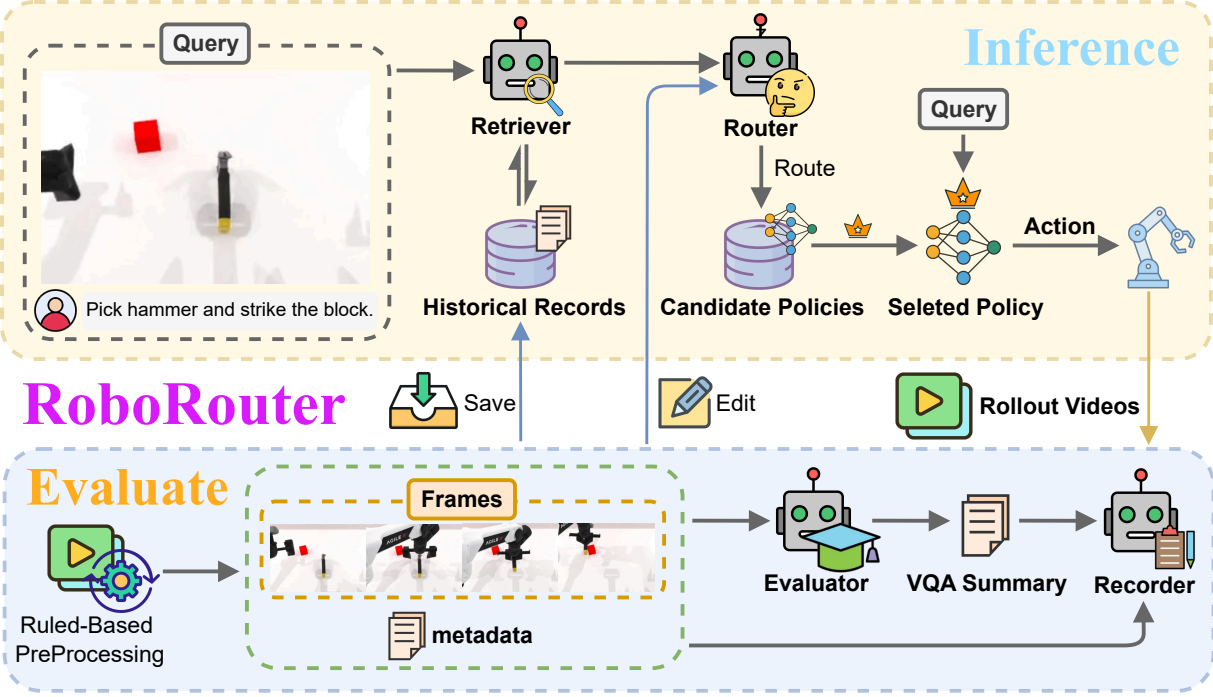 Query
Inference
Retriever
Router
Query
Route
Action
Pick hammer and strike the block.
Historical Records
Candidate Policies
Seleted Policy
RoboRouter
Save
Edit
Rollout Videos
Evaluate
Frames
AGILE
Evaluator
VQA Summary
Recorder
Ruled-Based
PreProcessing
metadata